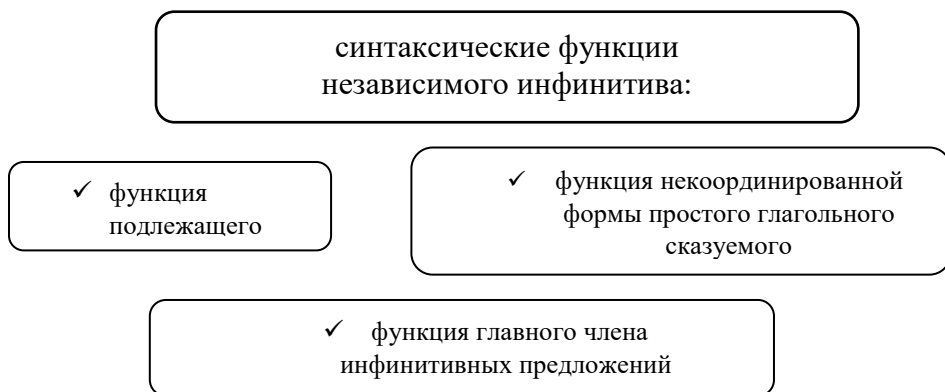 синтаксические функции
независимого инфинитива:
✓ функция
подлежащего
✓ функция некоординированной
формы простого глагольного
сказуемого
✓ функция главного члена
инфинитивных предложений